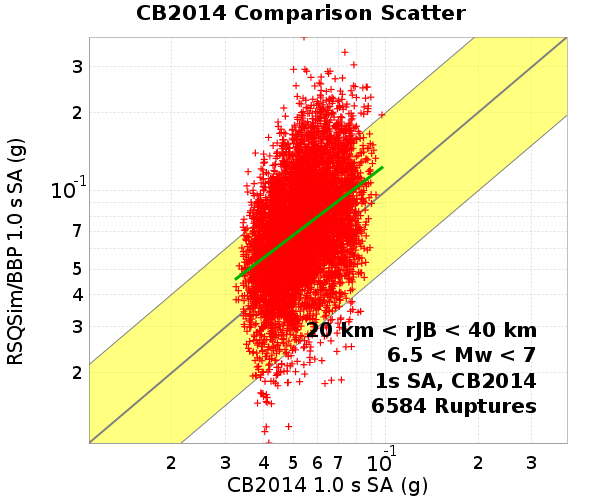 CB2014 Comparison Scatter
RSQSim/BBP 1.0 s SA (g)
3
2
10-1
7
5
4
3
2
20 km < rJB < 40 km
6.5 < Mw < 7
1s SA, CB2014
6584 Ruptures
2 3 4 5 6 7 10-1 2 3
CB2014 1.0 s SA (g)